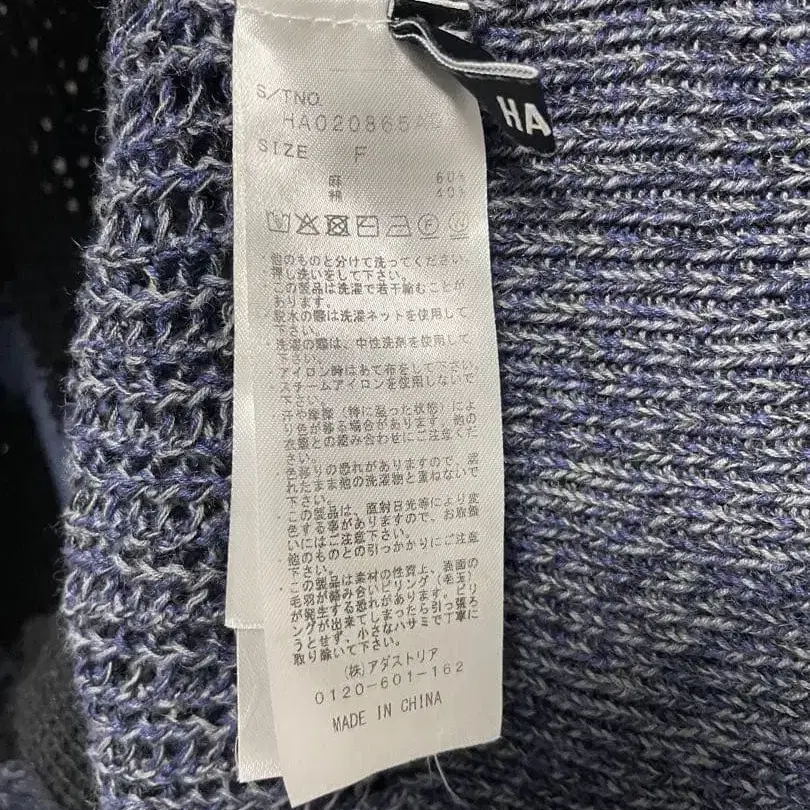 HA
S/TNO.
HA020865AD
SIZE F
麻 60%
綿 40%
F W
・他のものと分けて洗ってください。
・押し洗いをして下さい。
・この製品は洗濯で若干縮むことが
あります。
・脱水の際は洗濯ネットを使用して
下さい。
・洗濯の際は、中性洗剤を使用して
下さい。
・アイロン時はあて布をして下さい。
・スチームアイロンを使用しないで
下さい。
・汗や摩擦（特に湿った状態）によ
り色が移る場合があります。他の
衣類との組み合わせにご注意くだ
さい。
・色移りの恐れがありますので、濡
れたまま他の洗濯物と重ねないで
下さい。
・この製品は、直射日光等により変
色する事がありますので、お取扱
いにはご注意下さい。
・他のものとの引っかかりにご注意
下さい。
・この製品は素材の性質上、表面の
毛羽が絡み合いピリング（毛玉）
が発生する恐れがあります。ピリ
ングが出来てしまったら引っ張ろ
うとせず、小さなハサミで丁寧に
取り除いて下さい。
（株）アダストリア
0120-601-162
MADE IN CHINA